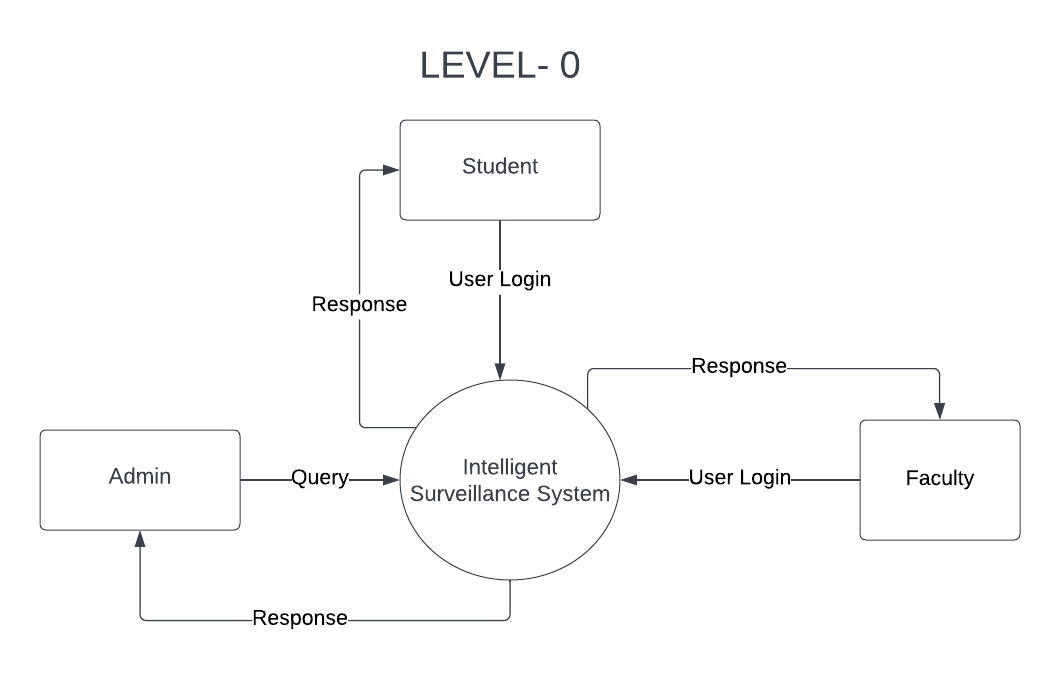 LEVEL- 0
Student
User Login
Response
Response
Admin
Query
Intelligent
Surveillance System
User Login
Faculty
Response